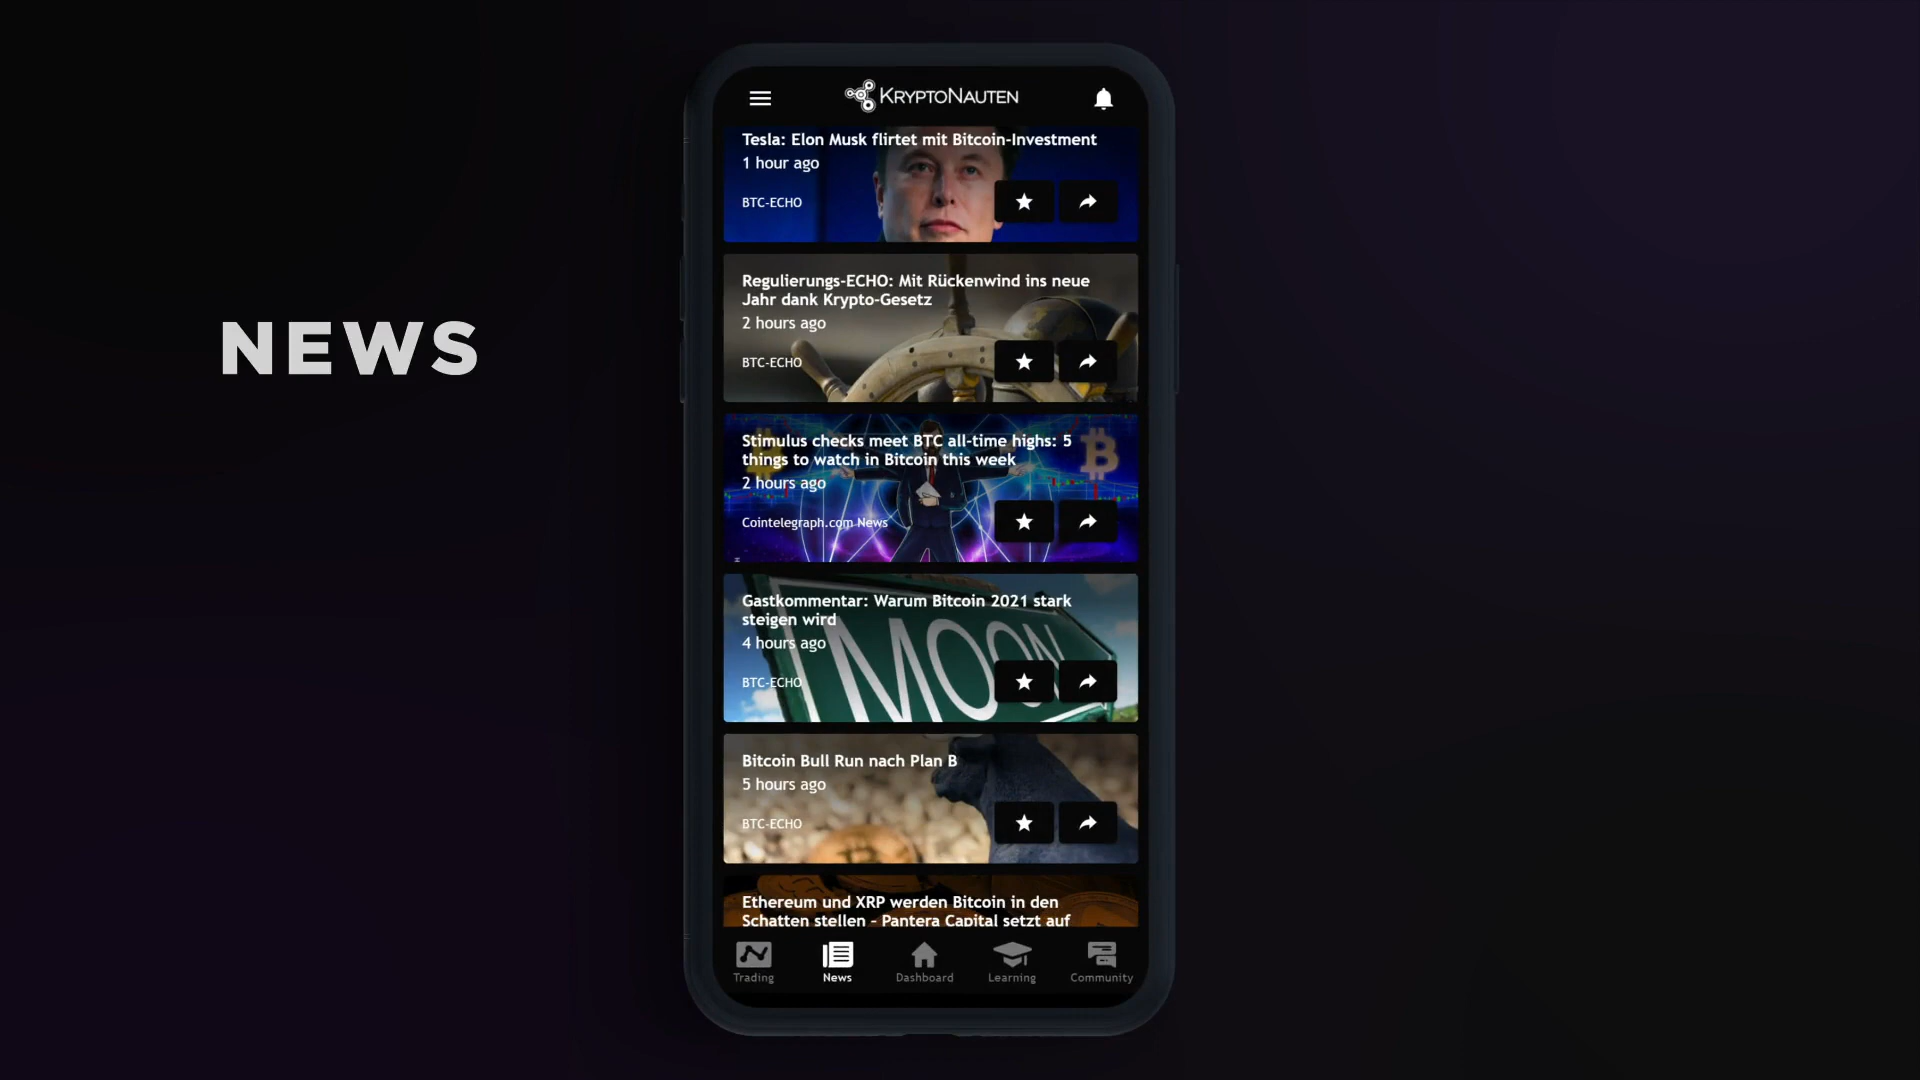 KRYPTONAUTEN
Tesla: Elon Musk flirtet mit Bitcoin-Investment
1 hour ago
BTC-ECHO
NEWS
Regulierungs-ECHO: Mit Rückenwind ins neue
Jahr dank Krypto-Gesetz
2 hours ago
BTC-ECHO
Stimulus checks meet BTC all-time highs: 5
things to watch in Bitcoin this week
2 hours ago
Cointelegraph.com News
Gastkommentar: Warum Bitcoin 2021 stark
steigen wird
4 hours ago
MOON
BTC-ECHO
Bitcoin Bull Run nach Plan B
5 hours ago
BTC-ECHO
Ethereum und XRP werden Bitcoin in den
Schatten stellen – Pantera Capital setzt auf
Trading
News
Dashboard
Learning
Community